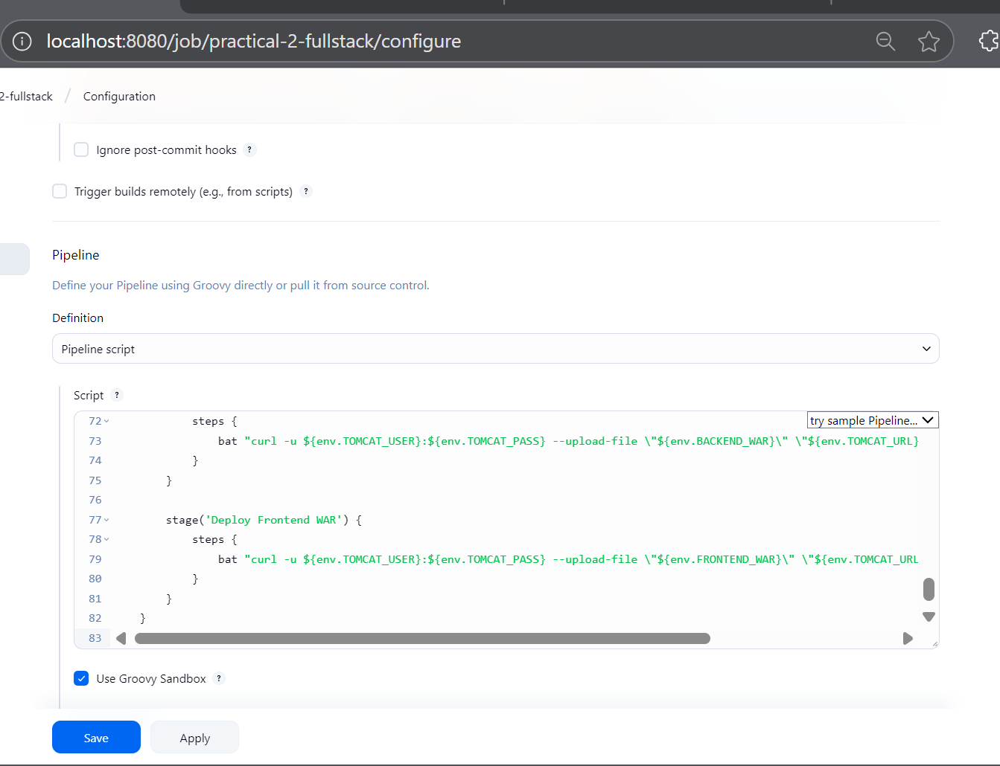 localhost:8080/job/practical-2-fullstack/configure
2-fullstack / Configuration
Ignore post-commit hooks ?
Trigger builds remotely (e.g., from scripts) ?
Pipeline
Define your Pipeline using Groovy directly or pull it from source control.
Definition
Pipeline script
Script ?
try sample Pipeline...
72 steps {
73 bat "curl -u ${env.TOMCAT_USER}:${env.TOMCAT_PASS} --upload-file \"${env.BACKEND_WAR}\" \"${env.TOMCAT_URL}
74 }
75 }
76
77 stage('Deploy Frontend WAR') {
78 steps {
79 bat "curl -u ${env.TOMCAT_USER}:${env.TOMCAT_PASS} --upload-file \"${env.FRONTEND_WAR}\" \"${env.TOMCAT_URL
80 }
81 }
82 }
83
Use Groovy Sandbox ?
Save
Apply